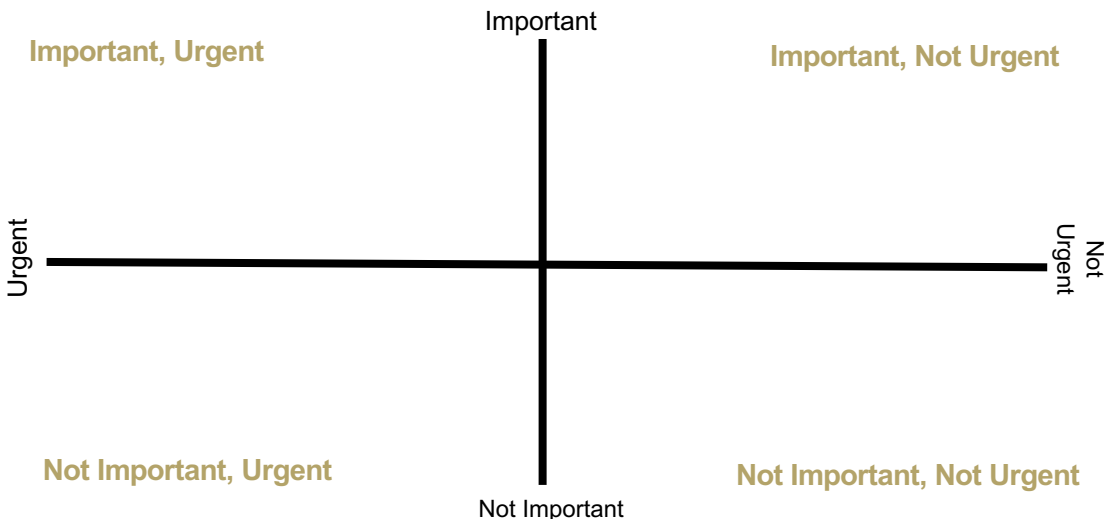 Important
Important, Urgent
Important, Not Urgent
Urgent
Not
Urgent
Not Important, Urgent
Not Important, Not Urgent
Not Important